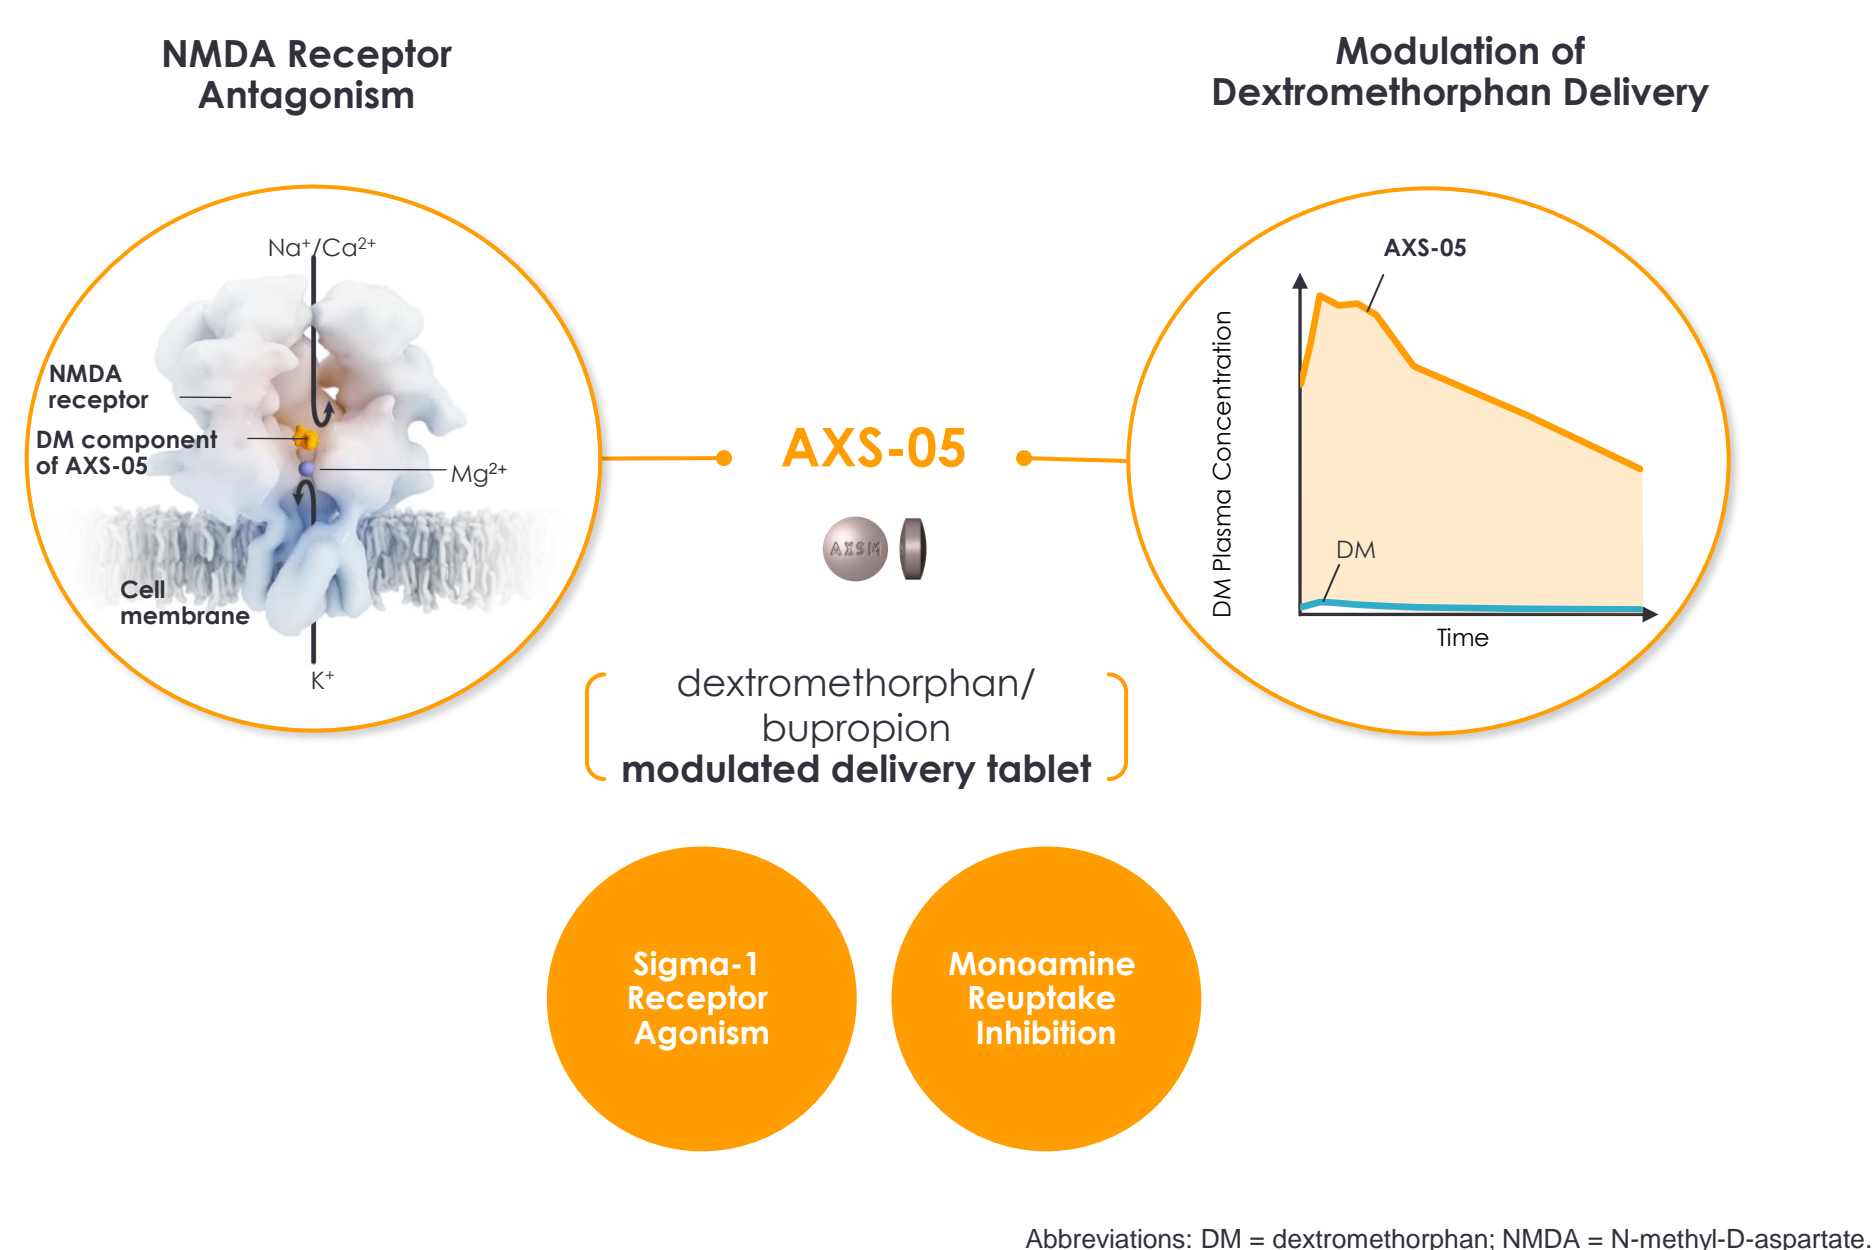 NMDA Receptor
Antagonism
Modulation of
Dextromethorphan Delivery
Na⁺/Ca²⁺
NMDA
receptor
DM component
of AXS-05
Mg²⁺
Cell
membrane
K⁺
AXS-05
AXSM
dextromethorphan/
bupropion
modulated delivery tablet
AXS-05
DM Plasma Concentration
DM
Time
Sigma-1
Receptor
Agonism
Monoamine
Reuptake
Inhibition
Abbreviations: DM = dextromethorphan; NMDA = N-methyl-D-aspartate